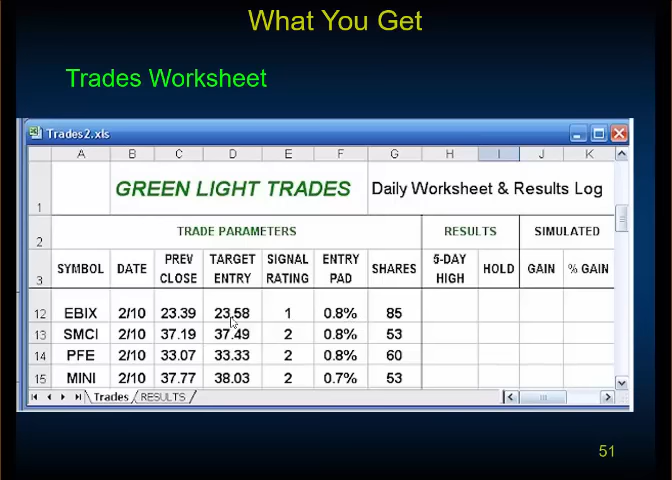 What You Get
Trades Worksheet
Trades2.xls
A B C D E F G H I J K
1 GREEN LIGHT TRADES Daily Worksheet & Results Log
2 TRADE PARAMETERS RESULTS SIMULATED
3 SYMBOL DATE PREV CLOSE TARGET ENTRY SIGNAL RATING ENTRY PAD SHARES 5-DAY HIGH HOLD GAIN % GAIN
12 EBIX 2/10 23.39 23.58 1 0.8% 85
13 SMCI 2/10 37.19 37.49 2 0.8% 53
14 PFE 2/10 33.07 33.33 2 0.8% 60
15 MINI 2/10 37.77 38.03 2 0.7% 53
Trades RESULTS
51